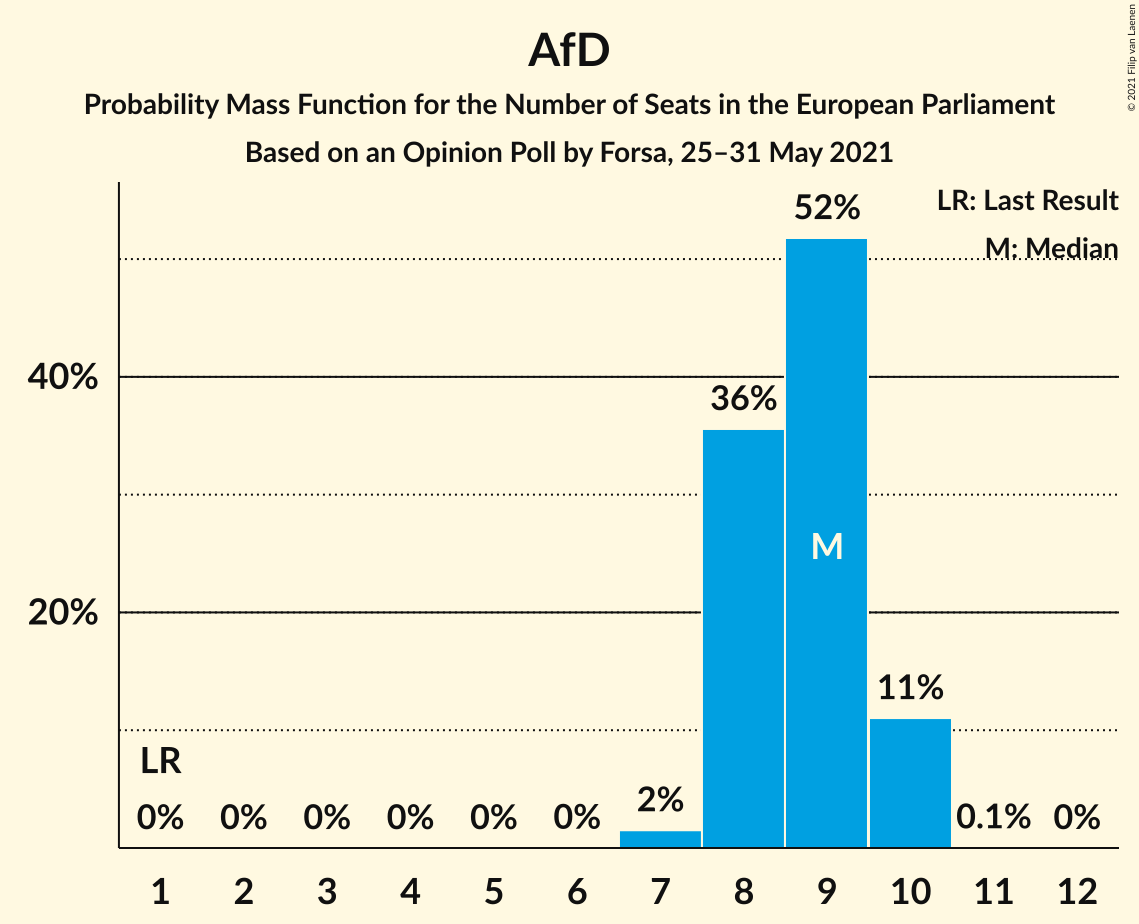 AfD
Probability Mass Function for the Number of Seats in the European Parliament
Based on an Opinion Poll by Forsa, 25–31 May 2021
© 2021 Filip van Laenen
LR: Last Result
M: Median
52%
40%
36%
M
20%
11%
LR
0% 0% 0% 0% 0% 0% 2% 0.1% 0%
1 2 3 4 5 6 7 8 9 10 11 12